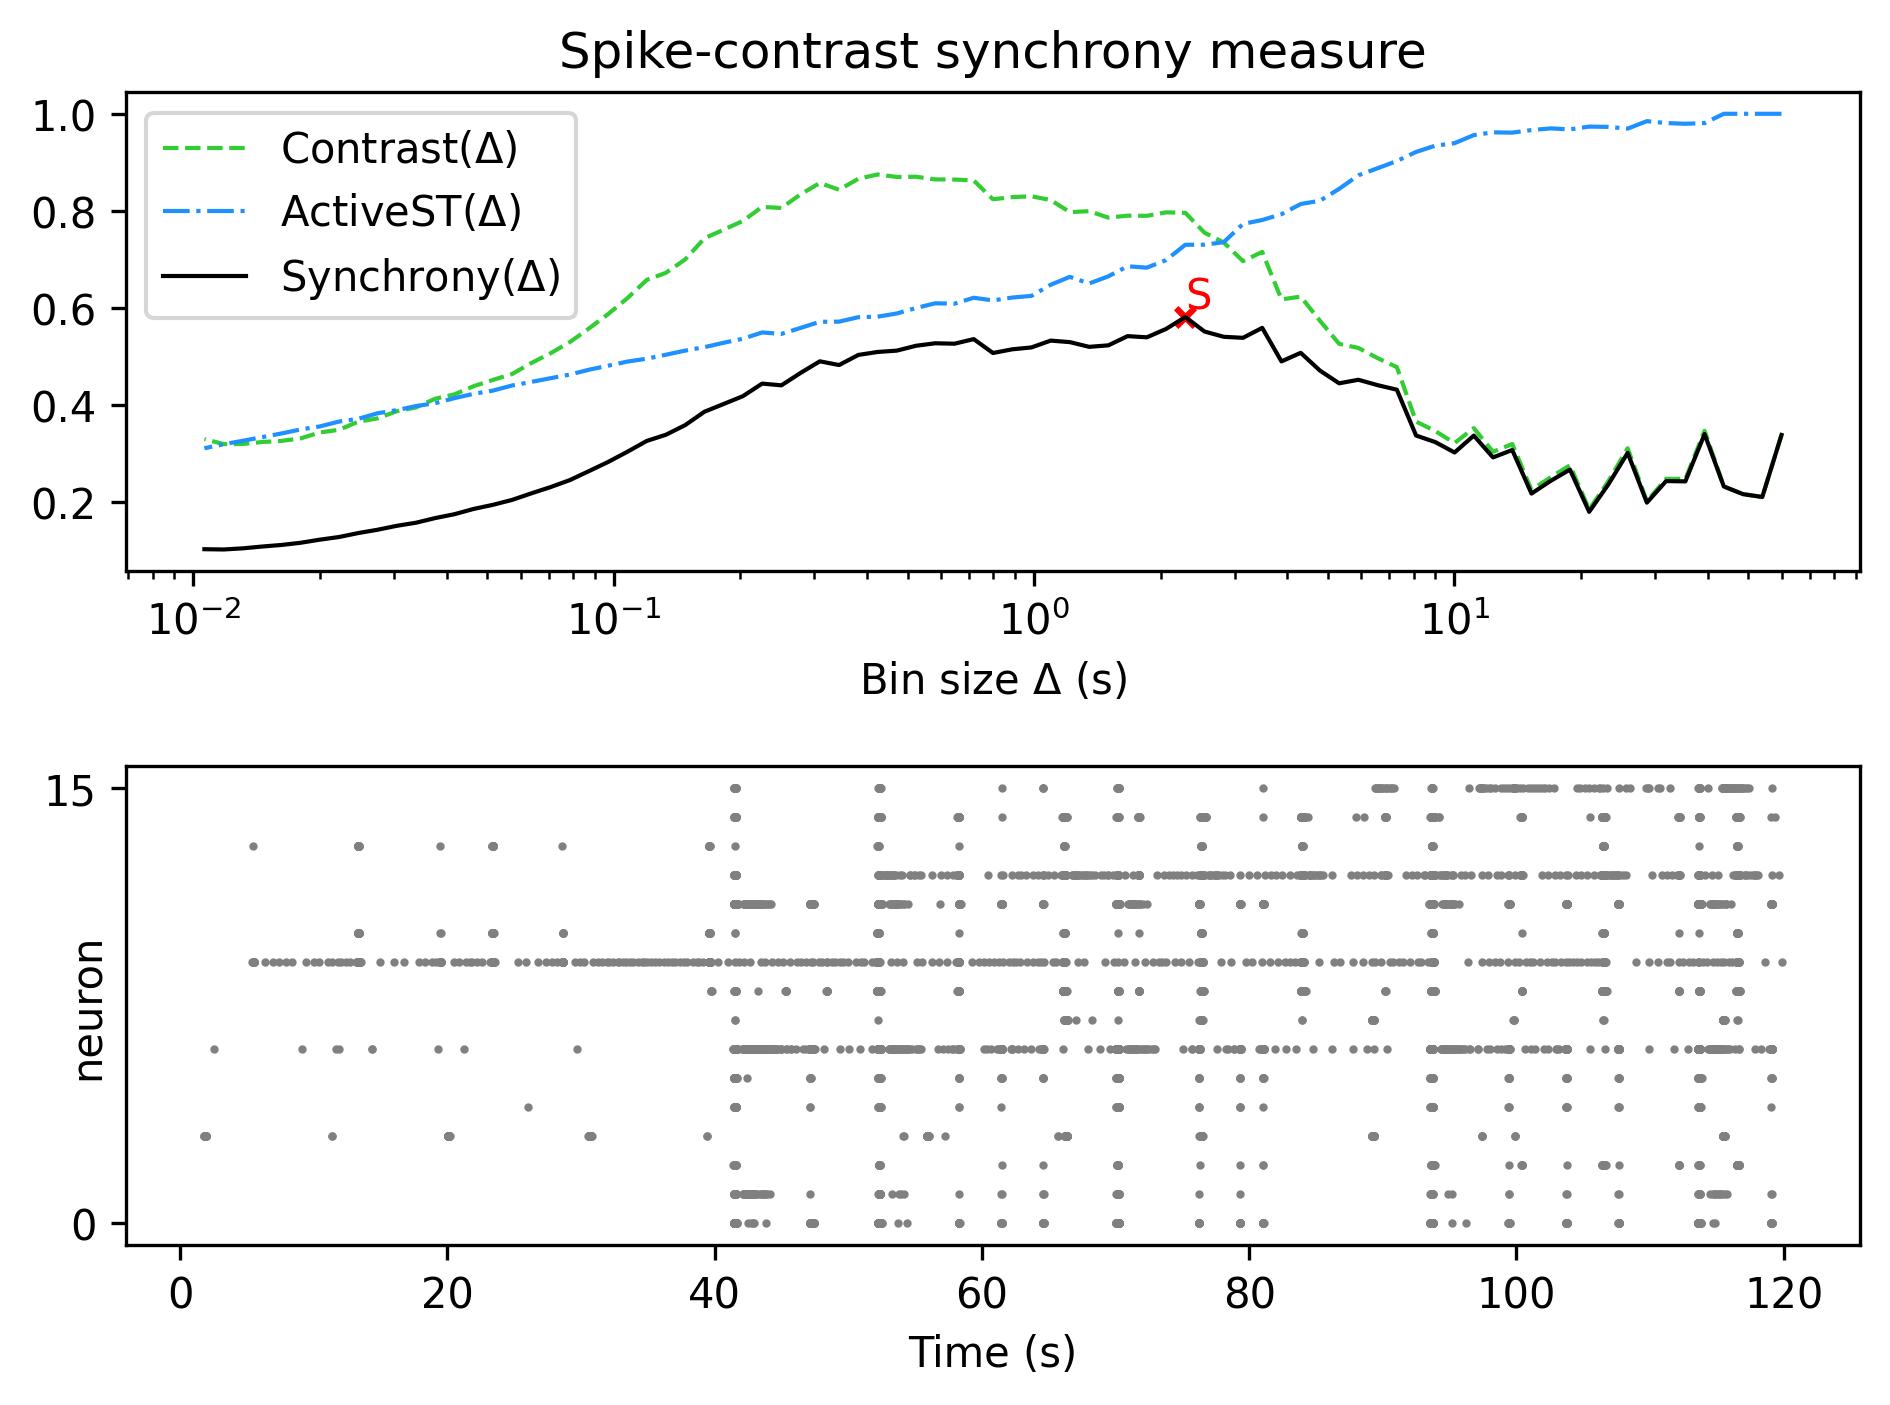 Spike-contrast synchrony measure
1.0
0.8
0.6
0.4
0.2
Contrast(Δ)
ActiveST(Δ)
Synchrony(Δ)
S
10⁻² 10⁻¹ 10⁰ 10¹
Bin size Δ (s)
15
0
neuron
0 20 40 60 80 100 120
Time (s)